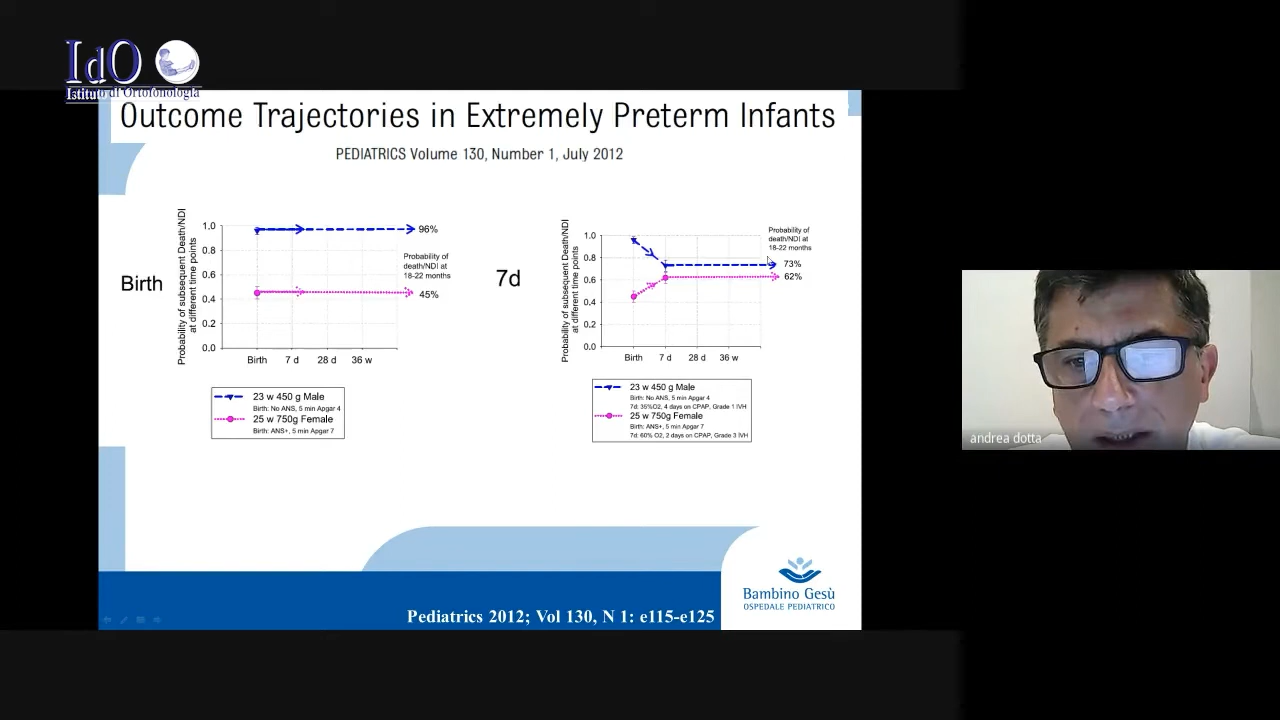 IdO
Istituto di Ortofonologia
Outcome Trajectories in Extremely Preterm Infants
PEDIATRICS Volume 130, Number 1, July 2012
Birth
Probability of subsequent Death/NDI
at different time points
1.0
0.8
0.6
0.4
0.2
0.0
Birth 7 d 28 d 36 w
96%
Probability of
death/NDI at
18-22 months
45%
23 w 450 g Male
Birth: No ANS, 5 min Apgar 4
25 w 750g Female
Birth: ANS+, 5 min Apgar 7
7d
Probability of subsequent Death/NDI
at different time points
1.0
0.8
0.6
0.4
0.2
0.0
Birth 7 d 28 d 36 w
Probability of
death/NDI at
18-22 months
73%
62%
23 w 450 g Male
Birth: No ANS, 5 min Apgar 4
7d: 35%O2, 4 days on CPAP, Grade 1 IVH
25 w 750g Female
Birth: ANS+, 5 min Apgar 7
7d: 60% O2, 2 days on CPAP, Grade 3 IVH
andrea dotta
Bambino Gesù
OSPEDALE PEDIATRICO
Pediatrics 2012; Vol 130, N 1: e115-e125